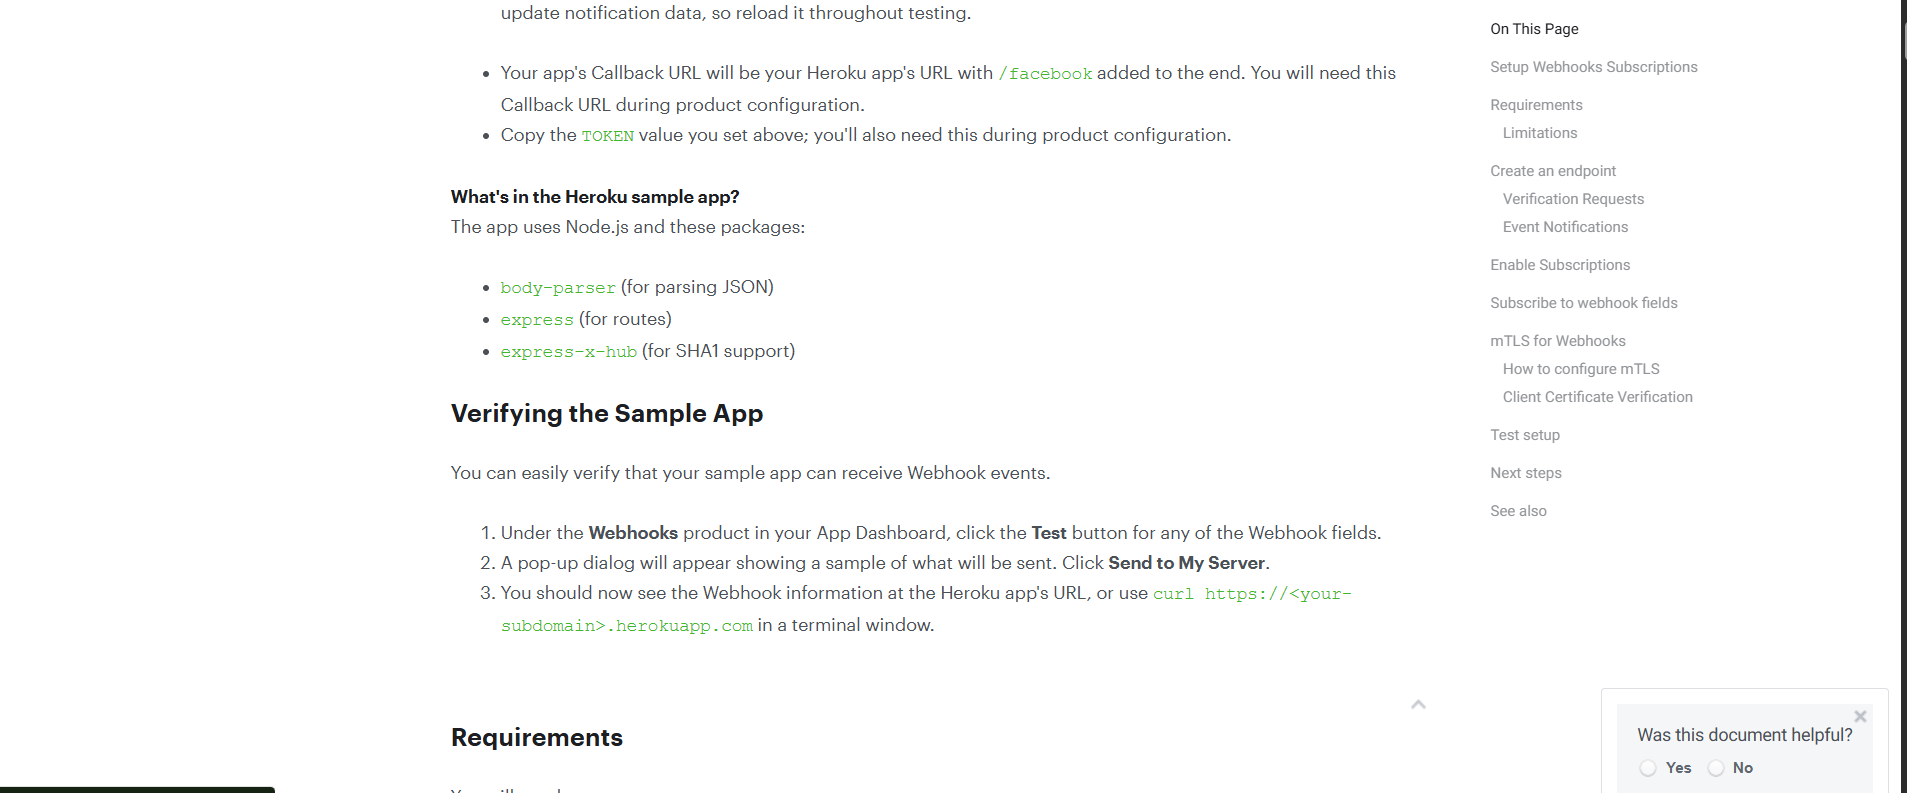 update notification data, so reload it throughout testing.
Your app's Callback URL will be your Heroku app's URL with /facebook added to the end. You will need this
Callback URL during product configuration.
Copy the TOKEN value you set above; you'll also need this during product configuration.
What's in the Heroku sample app?
The app uses Node.js and these packages:
body-parser (for parsing JSON)
express (for routes)
express-x-hub (for SHA1 support)
Verifying the Sample App
You can easily verify that your sample app can receive Webhook events.
1. Under the Webhooks product in your App Dashboard, click the Test button for any of the Webhook fields.
2. A pop-up dialog will appear showing a sample of what will be sent. Click Send to My Server.
3. You should now see the Webhook information at the Heroku app's URL, or use curl https://<your-
subdomain>.herokuapp.com in a terminal window.
Requirements
On This Page
Setup Webhooks Subscriptions
Requirements
Limitations
Create an endpoint
Verification Requests
Event Notifications
Enable Subscriptions
Subscribe to webhook fields
mTLS for Webhooks
How to configure mTLS
Client Certificate Verification
Test setup
Next steps
See also
Was this document helpful?
Yes No